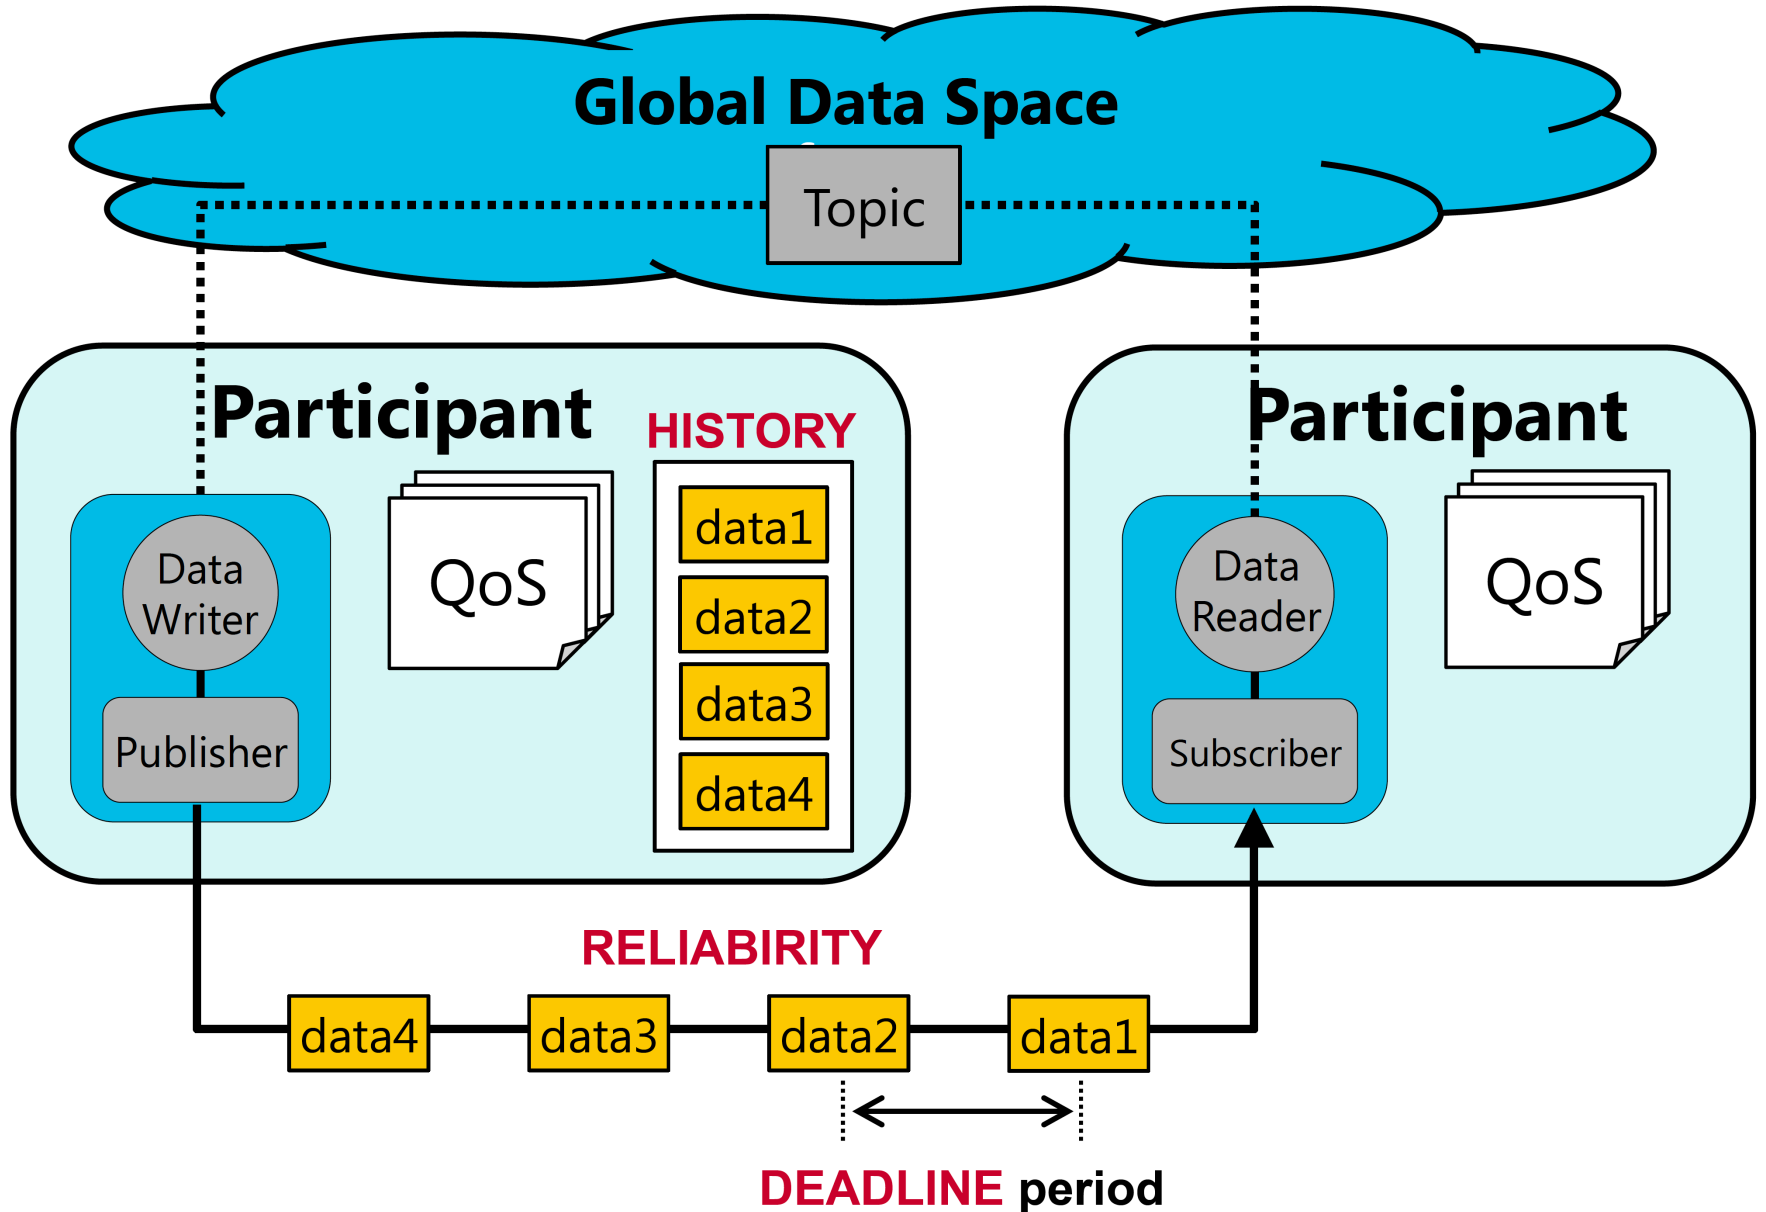 Global Data Space
Topic
Participant
HISTORY
data1
data2
data3
data4
Data
Writer
Publisher
QoS
Participant
Data
Reader
Subscriber
QoS
RELIABIRITY
data4
data3
data2
data1
DEADLINE period